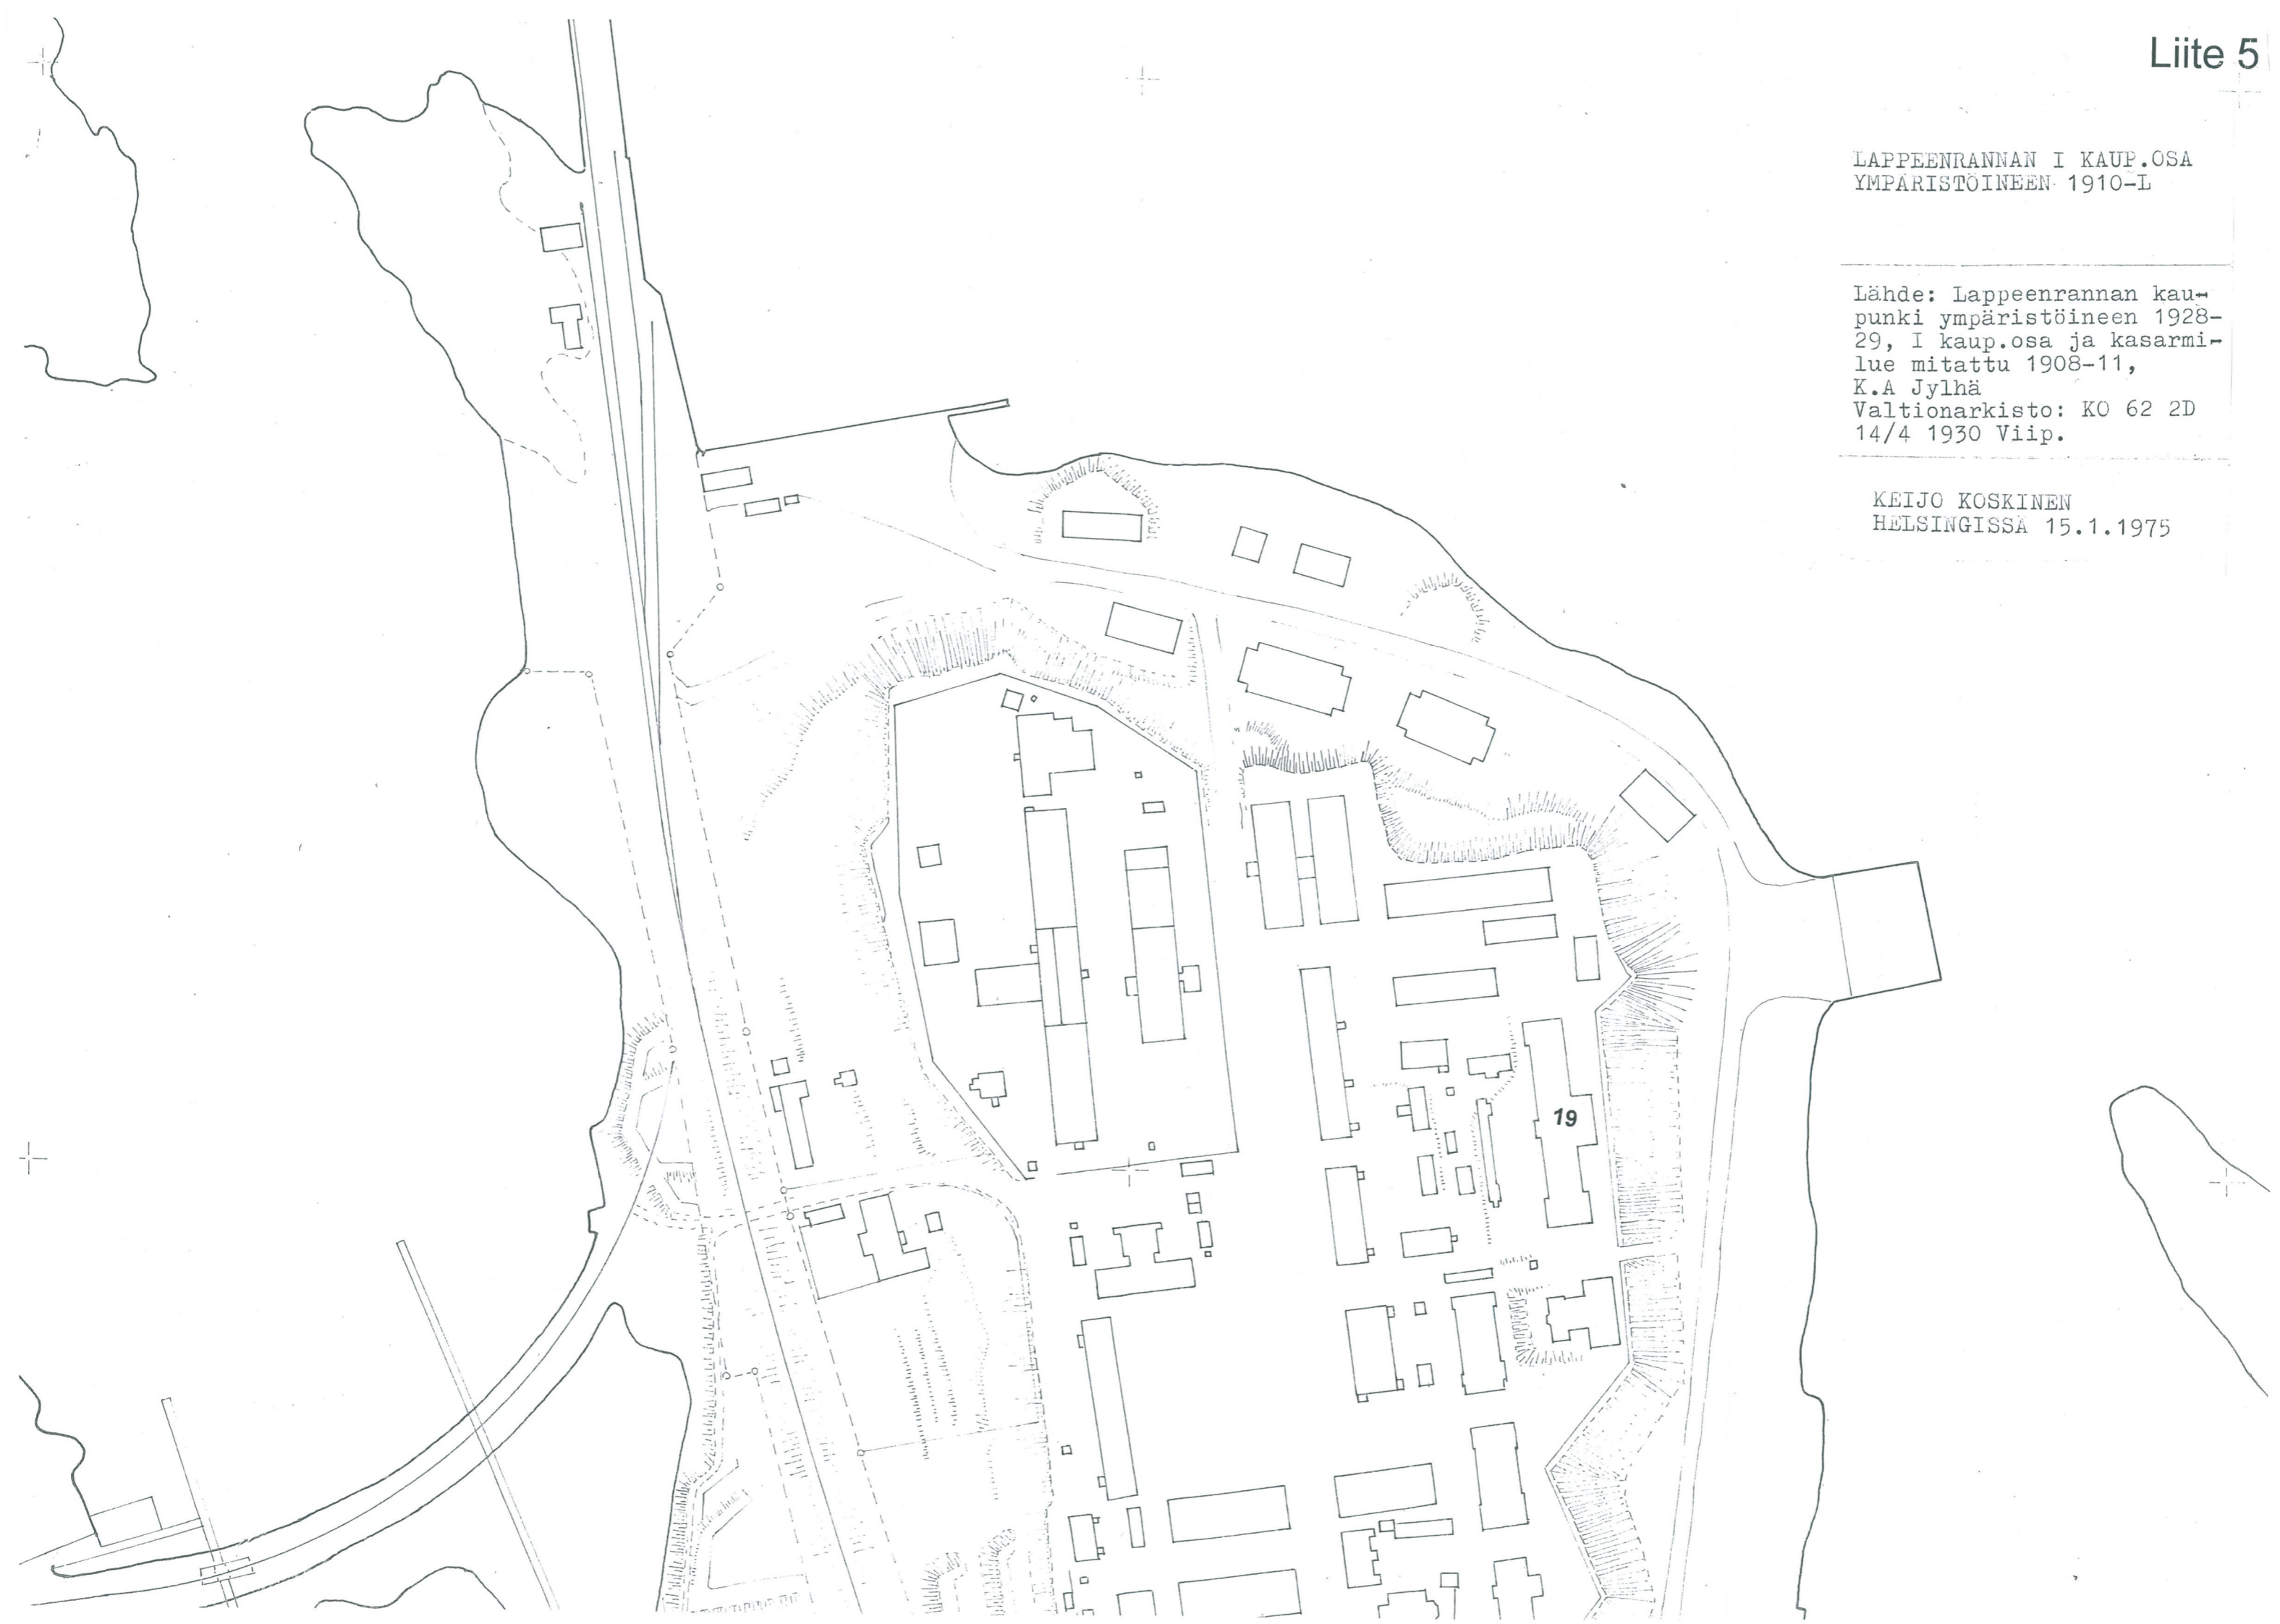 Liite 5
LAPPEENRANNAN I KAUP.OSA
YMPÄRISTÖINEEN 1910-L
Lähde: Lappeenrannan kau-
punki ympäristöineen 1928-
29, I kaup.osa ja kasarmi-
lue mitattu 1908-11,
K.A Jylhä
Valtionarkisto: KO 62 2D
14/4 1930 Viip.
KEIJO KOSKINEN
HELSINGISSÄ 15.1.1975
19